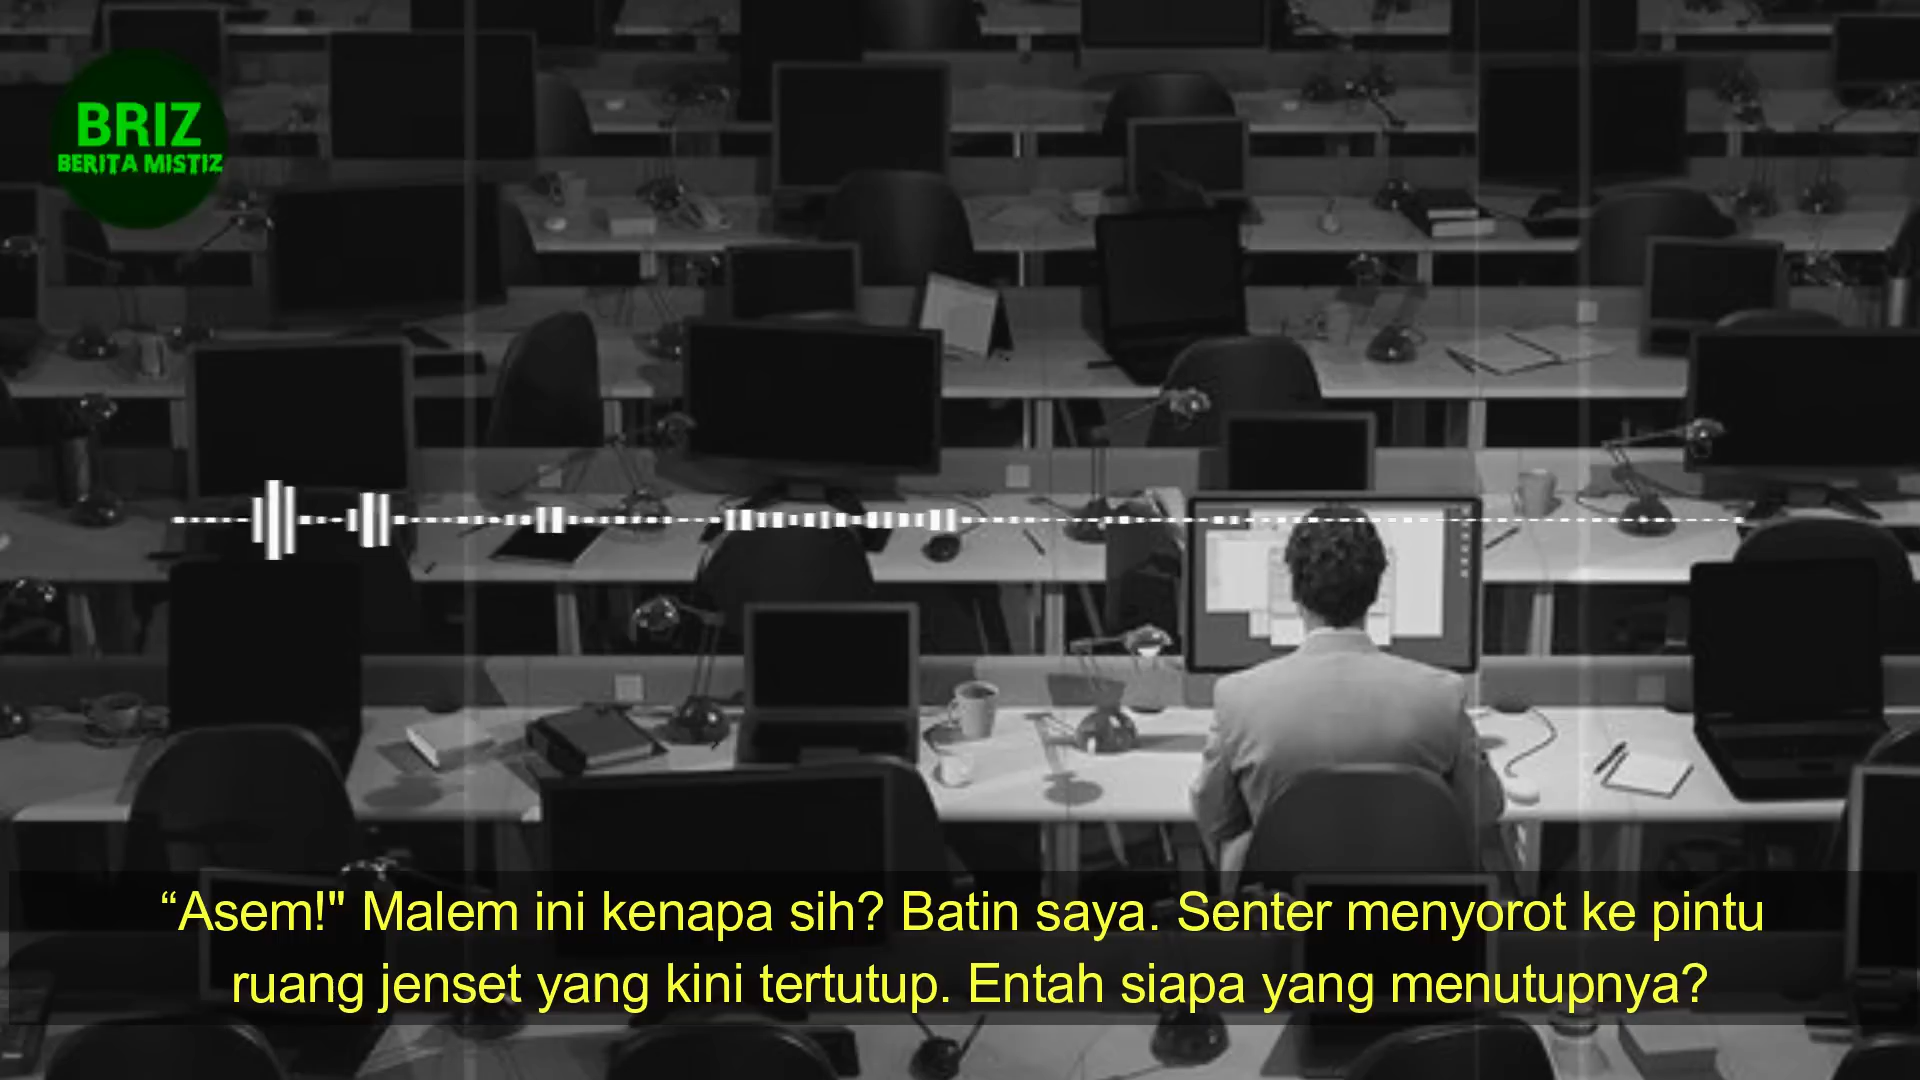 BRIZ
BERITA MISTIZ
“Asem!" Malem ini kenapa sih? Batin saya. Senter menyorot ke pintu
ruang jenset yang kini tertutup. Entah siapa yang menutupnya?